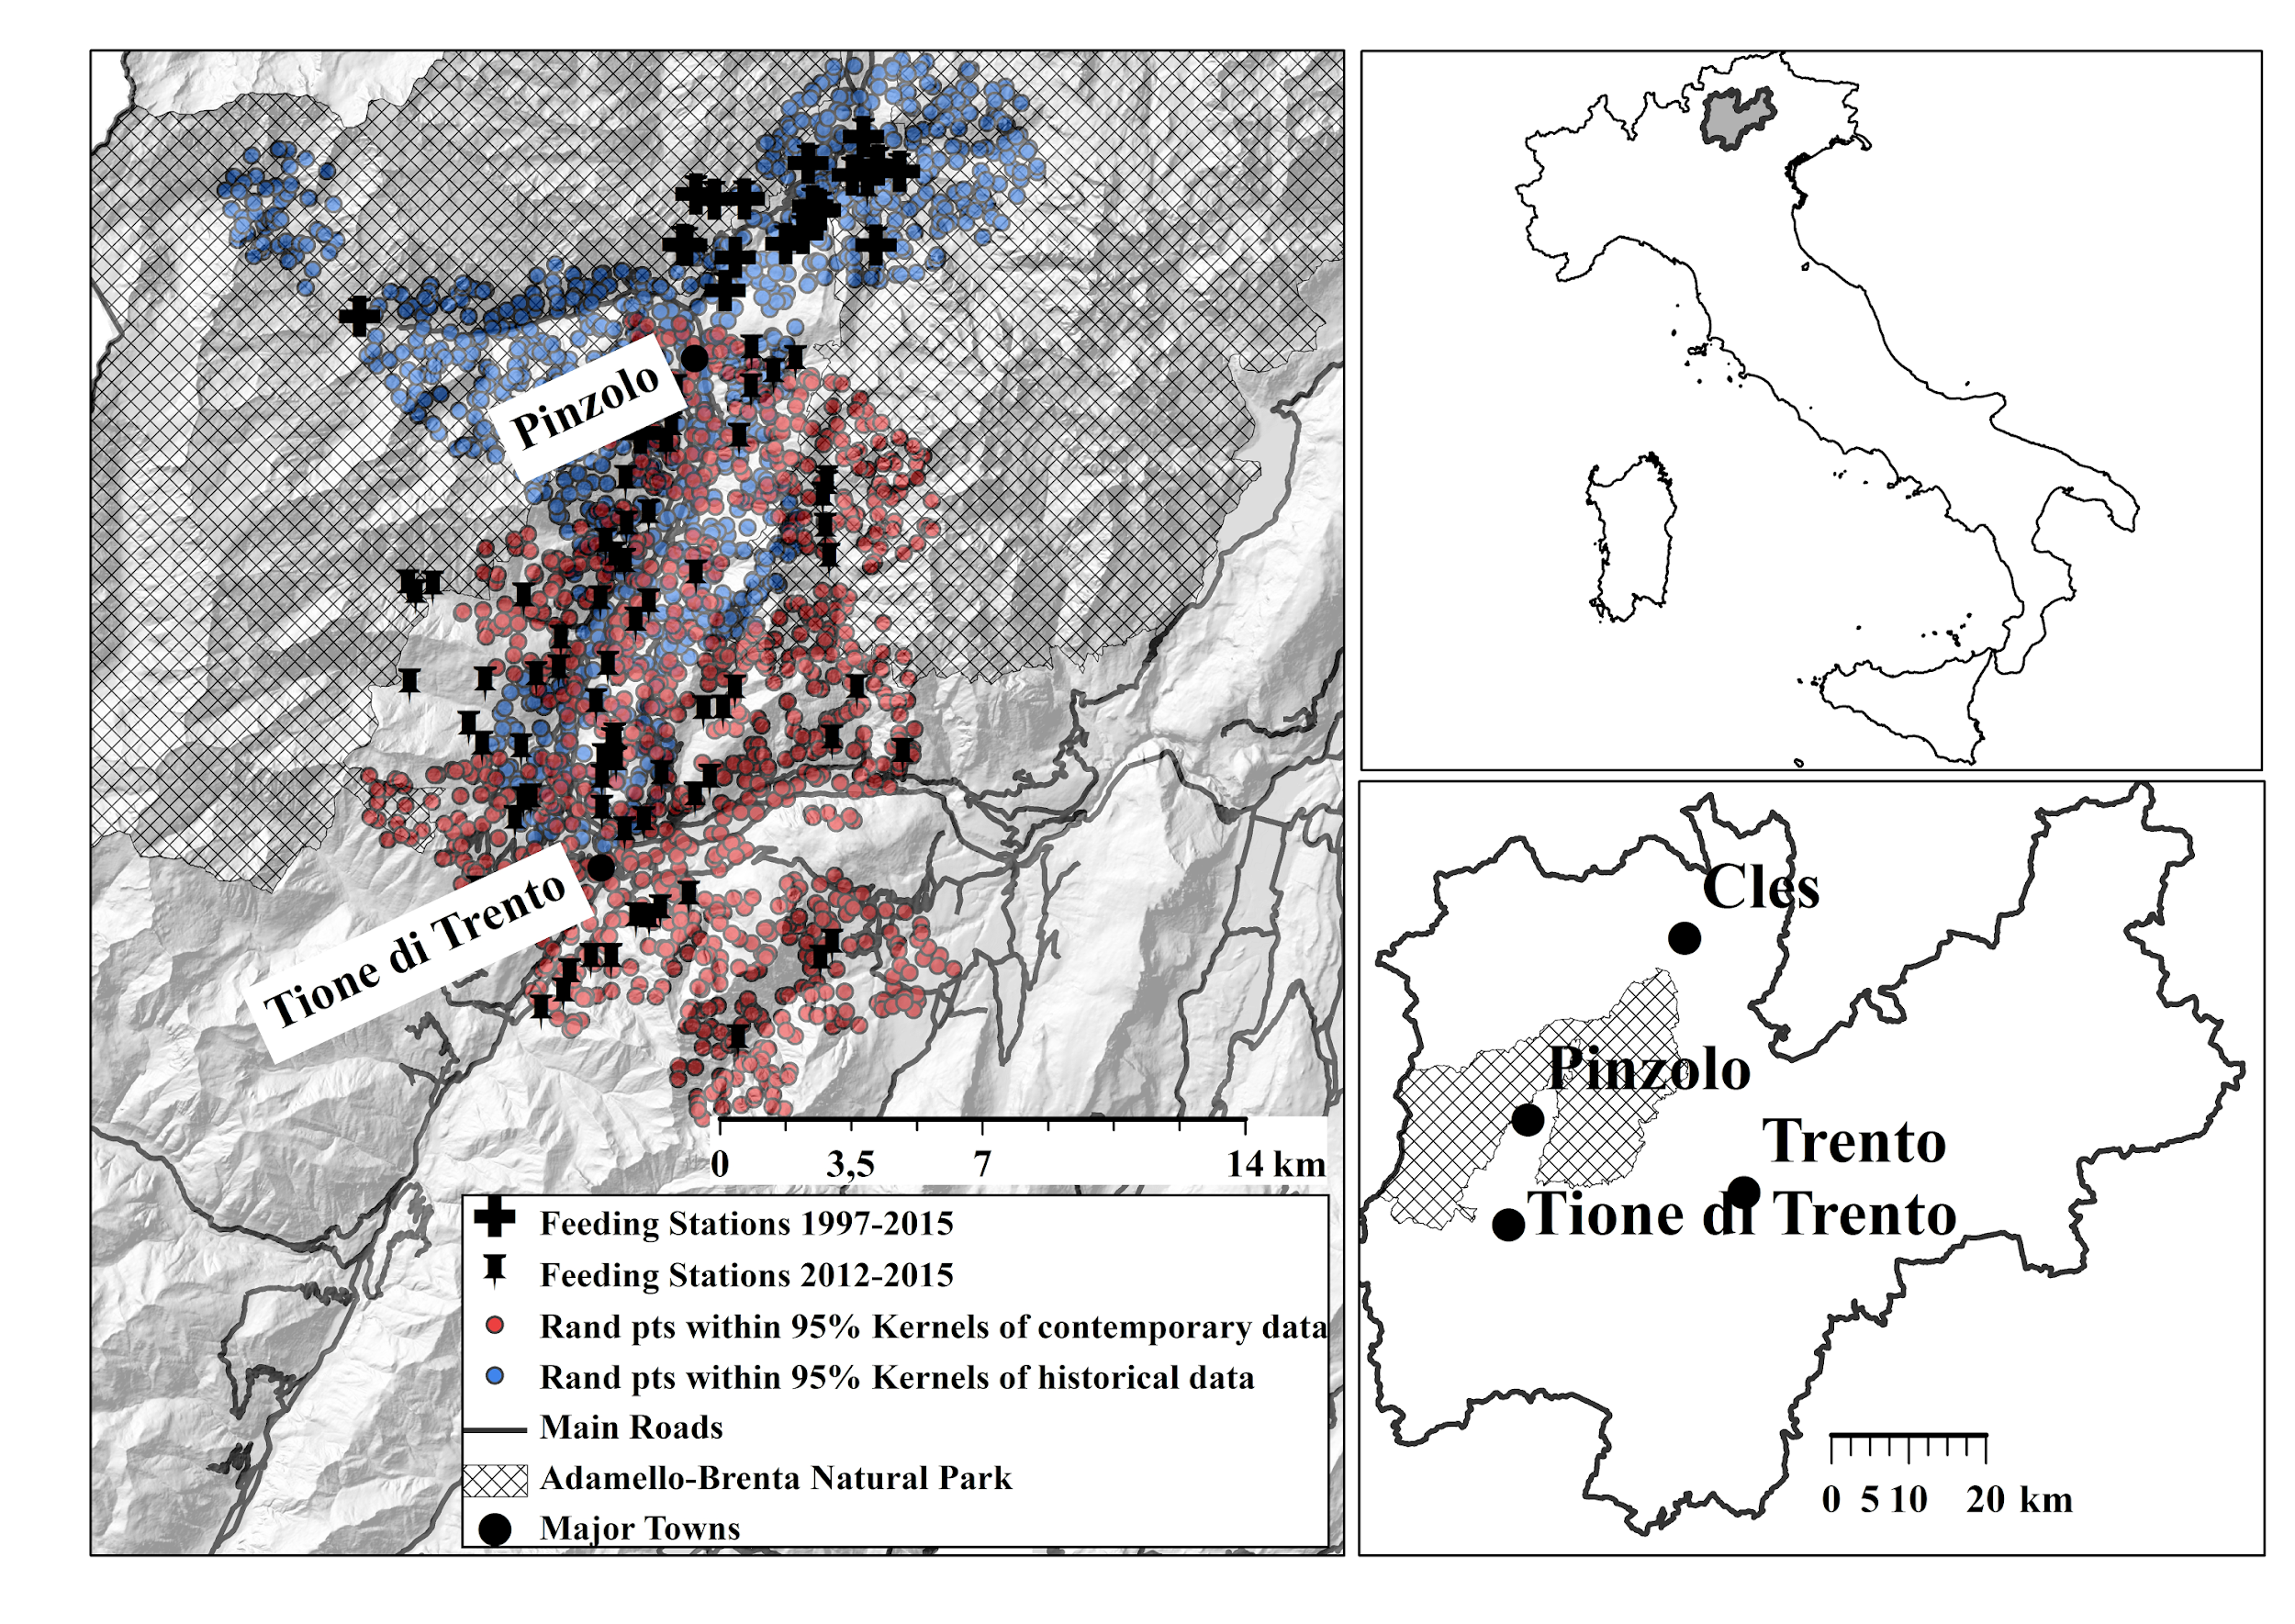 Pinzolo
Tione di Trento
0 3,5 7 14 km
Feeding Stations 1997-2015
Feeding Stations 2012-2015
Rand pts within 95% Kernels of contemporary data
Rand pts within 95% Kernels of historical data
Main Roads
Adamello-Brenta Natural Park
Major Towns
Cles
Pinzolo
Trento
Tione di Trento
0 5 10 20 km